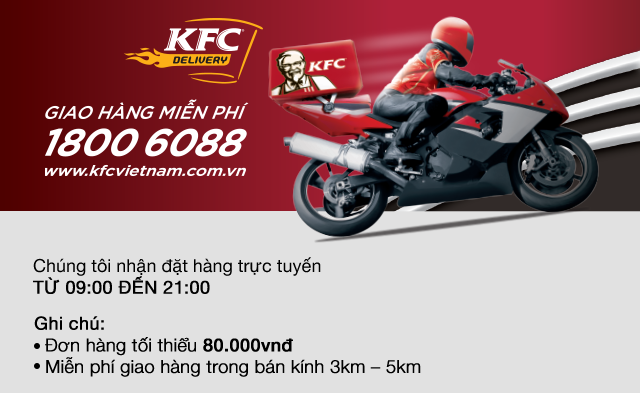 KFC
DELIVERY
KFC
GIAO HÀNG MIỄN PHÍ
1800 6088
www.kfcvietnam.com.vn
Chúng tôi nhận đặt hàng trực tuyến
TỪ 09:00 ĐẾN 21:00
Ghi chú:
• Đơn hàng tối thiểu 80.000vnđ
• Miễn phí giao hàng trong bán kính 3km – 5km